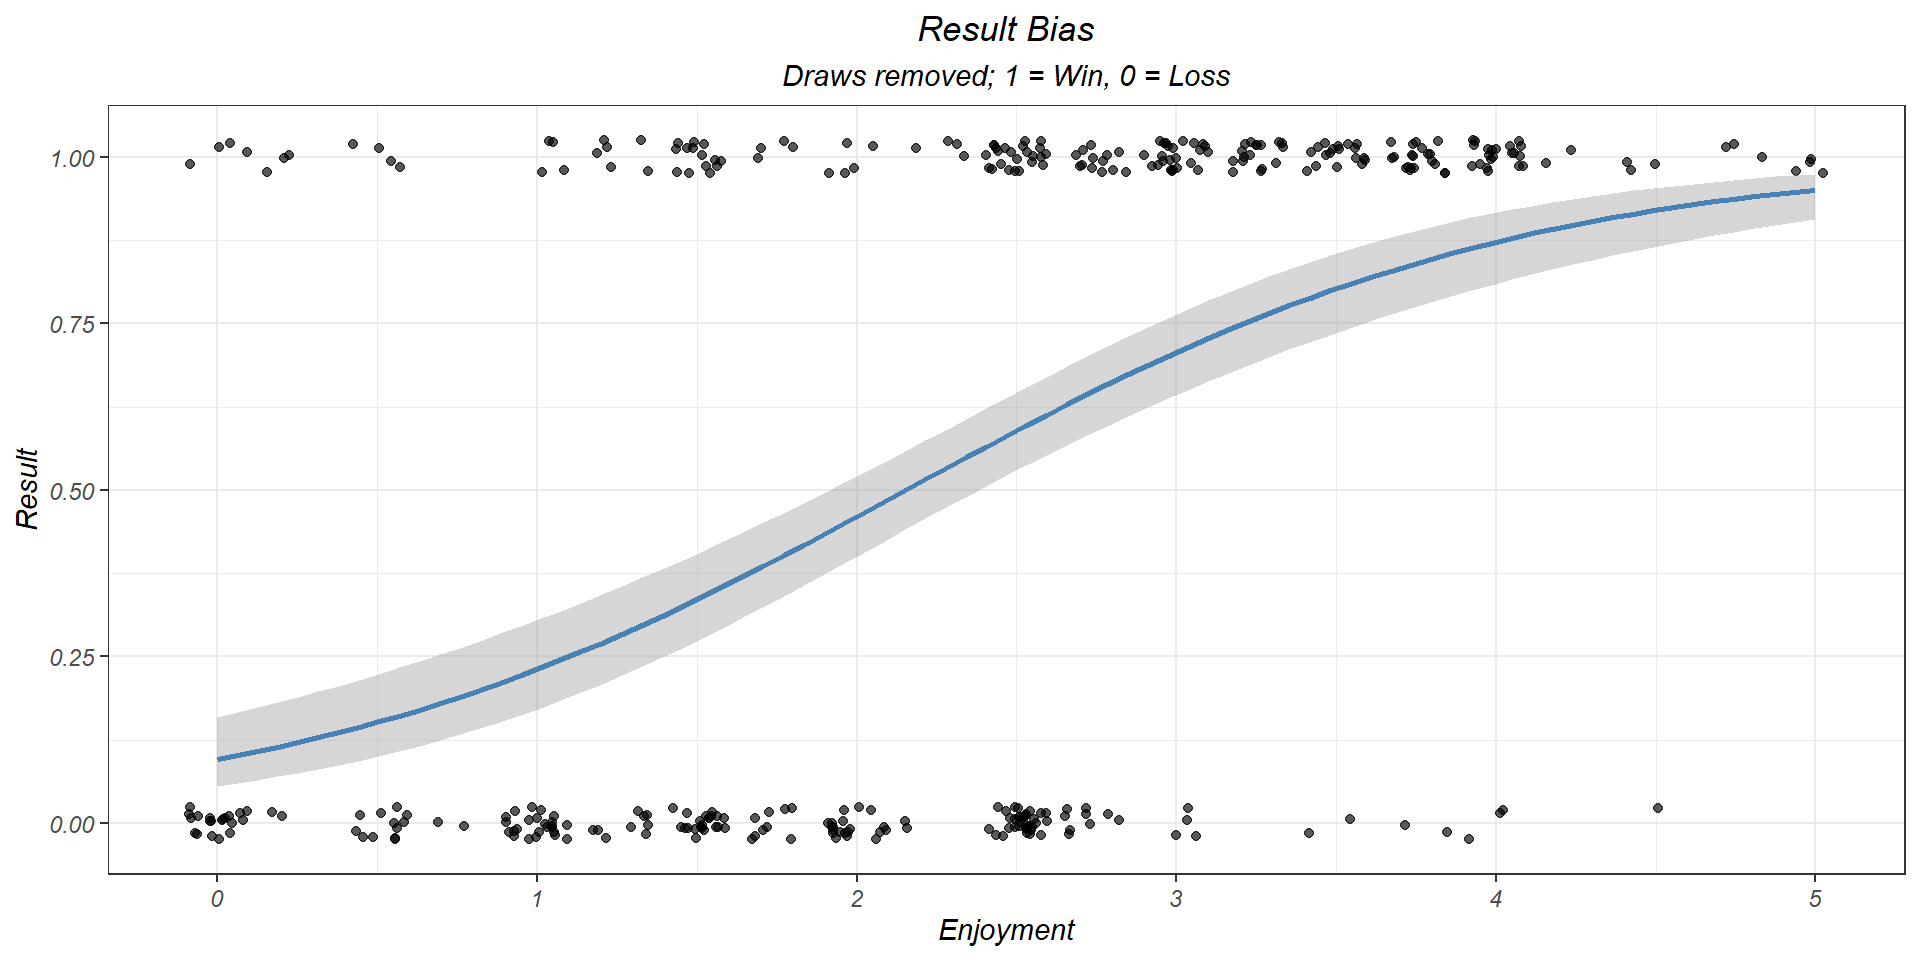 Result Bias
Draws removed; 1 = Win, 0 = Loss
1.00
0.75
0.50
0.25
0.00
Result
0 1 2 3 4 5
Enjoyment